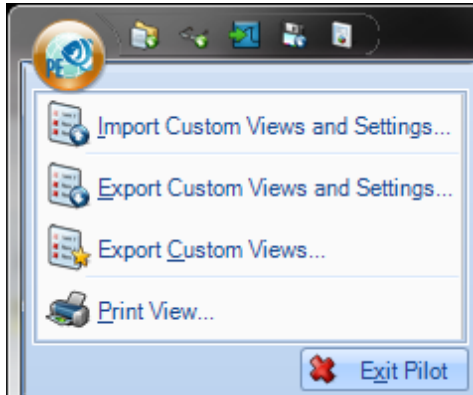 PE
Import Custom Views and Settings...
Export Custom Views and Settings...
Export Custom Views...
Print View...
Exit Pilot